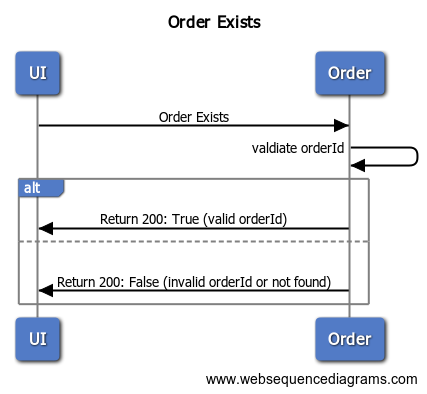 Order Exists
UI
Order
Order Exists
valdiate orderId
alt
Return 200: True (valid orderId)
Return 200: False (invalid orderId or not found)
UI
Order
www.websequencediagrams.com